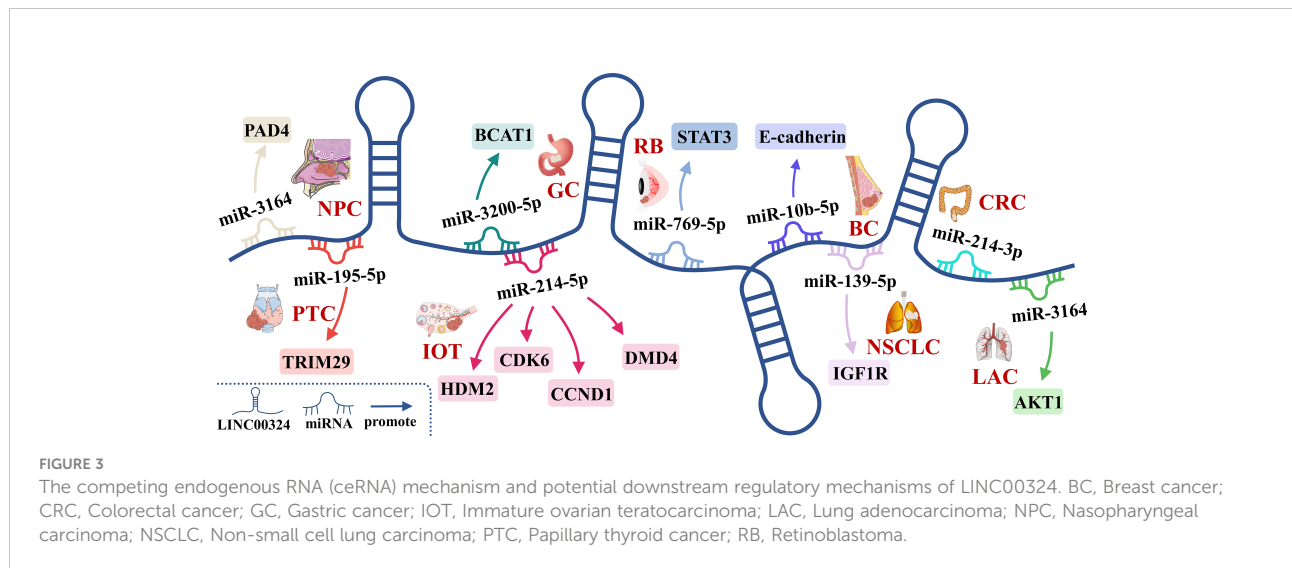 PAD4
miR-3164
NPC
miR-195-5p
PTC
TRIM29
BCAT1
GC
miR-3200-5p
miR-214-5p
IOT
HDM2
CDK6
CCND1
DMD4
RB
STAT3
miR-769-5p
E-cadherin
miR-10b-5p
BC
miR-139-5p
NSCLC
IGF1R
CRC
miR-214-3p
miR-3164
LAC
AKT1
LINC00324
miRNA
promote
FIGURE 3
The competing endogenous RNA (ceRNA) mechanism and potential downstream regulatory mechanisms of LINC00324. BC, Breast cancer;
CRC, Colorectal cancer; GC, Gastric cancer; IOT, Immature ovarian teratocarcinoma; LAC, Lung adenocarcinoma; NPC, Nasopharyngeal
carcinoma; NSCLC, Non-small cell lung carcinoma; PTC, Papillary thyroid cancer; RB, Retinoblastoma.